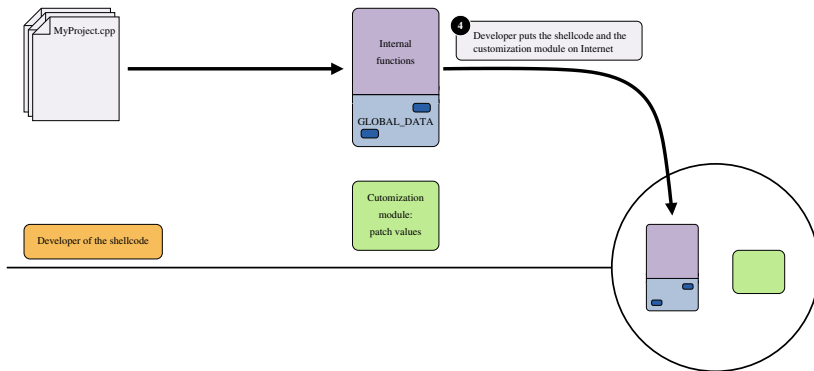 MyProject.cpp
Internal
functions
GLOBAL_DATA
4
Developer puts the shellcode and the
customization module on Internet
Cutomization
module:
patch values
Developer of the shellcode